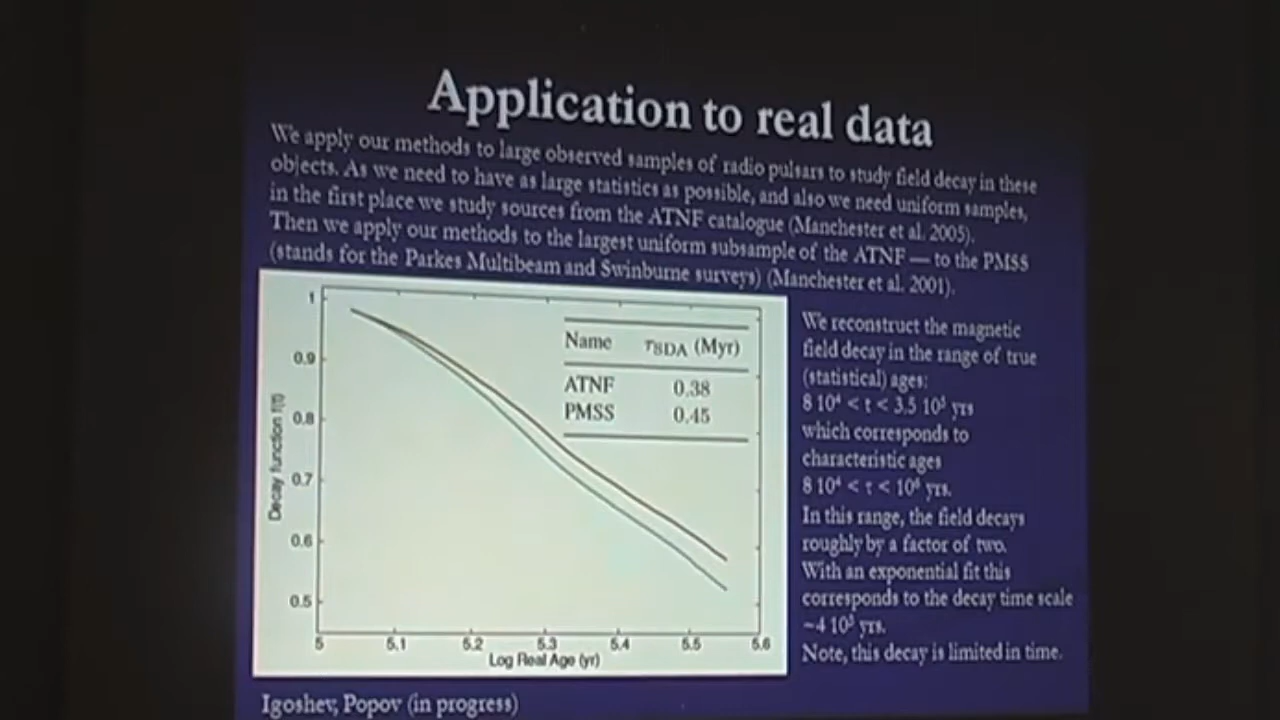 Application to real data
We apply our methods to large observed samples of radio pulsars to study field decay in these
objects. As we need to have as large statistics as possible, and also we need uniform samples,
in the first place we study sources from the ATNF catalogue (Manchester et al. 2005).
Then we apply our methods to the largest uniform subsample of the ATNF — to the PMSS
(stands for the Parkes Multibeam and Swinburne surveys) (Manchester et al. 2001).
1
0.9
0.8
0.7
0.6
0.5
Decay function f(t)
5 5.1 5.2 5.3 5.4 5.5 5.6
Log Real Age (yr)
Name τSDA (Myr)
ATNF 0.38
PMSS 0.45
We reconstruct the magnetic
field decay in the range of true
(statistical) ages:
8 10⁴ < t < 3.5 10⁵ yrs
which corresponds to
characteristic ages
8 10⁴ < τ < 10⁶ yrs.
In this range, the field decays
roughly by a factor of two.
With an exponential fit this
corresponds to the decay time scale
~4 10⁵ yrs.
Note, this decay is limited in time.
Igoshev, Popov (in progress)